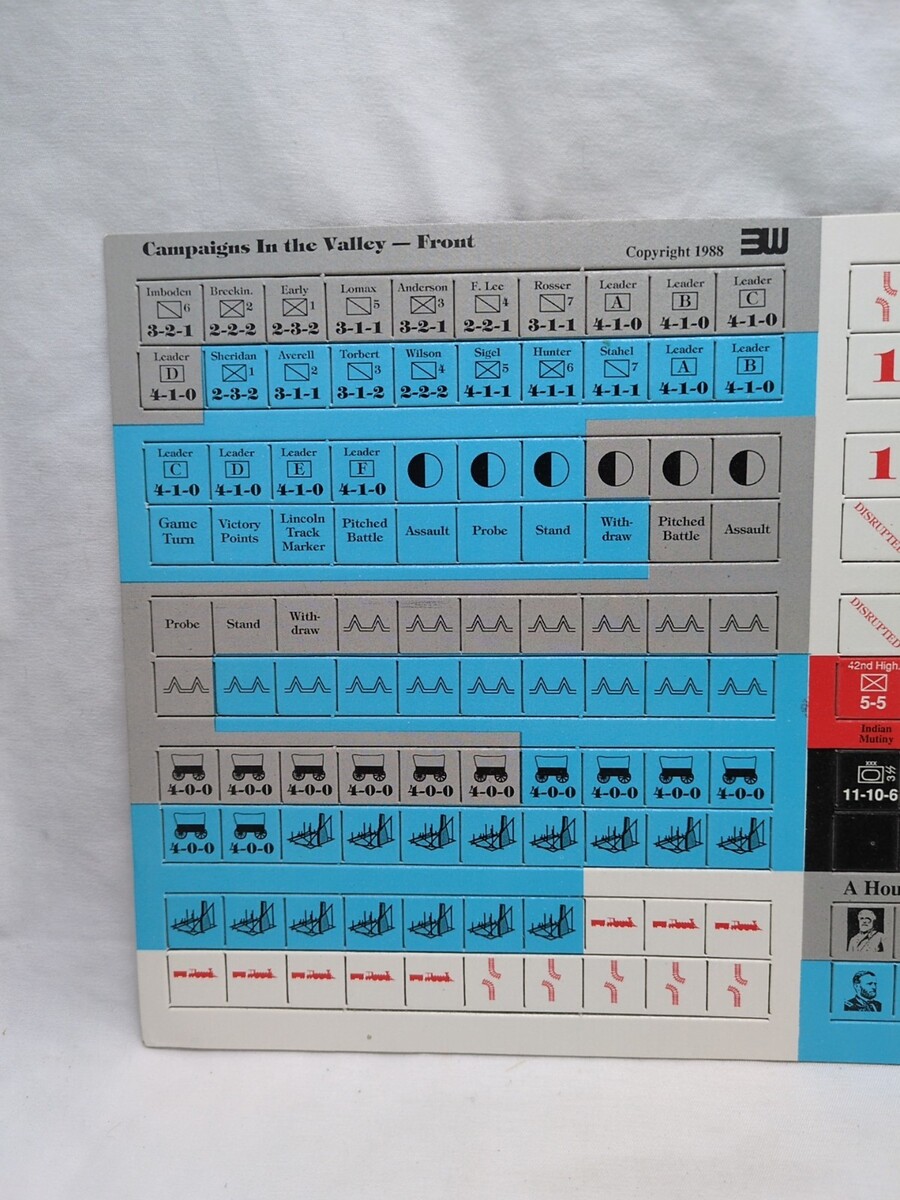 Campaigns In the Valley — Front
Copyright 1988 3W
Imboden Breckin. Early Lomax Anderson F. Lee Rosser Leader Leader Leader
6 2 1 5 3 4 7 A B C
3-2-1 2-2-2 2-3-2 3-1-1 3-2-1 2-2-1 3-1-1 4-1-0 4-1-0 4-1-0
Leader Sheridan Averell Torbert Wilson Sigel Hunter Stahel Leader Leader
D 1 2 3 4 5 6 7 A B
4-1-0 2-3-2 3-1-1 3-1-2 2-2-2 4-1-1 4-1-1 4-1-1 4-1-0 4-1-0
1
Leader Leader Leader Leader
C D E F
4-1-0 4-1-0 4-1-0 4-1-0
1
Game Victory Lincoln Pitched Assault Probe Stand With- Pitched Assault
Turn Points Track Battle draw Battle
Marker
DISRUPTE
Probe Stand With-
draw
DISRUPTED
42nd High.
5-5
Indian
Mutiny
4-0-0 4-0-0 4-0-0 4-0-0 4-0-0 4-0-0 4-0-0 4-0-0 4-0-0 4-0-0
xxx
11-10-6
4-0-0 4-0-0
A Hou